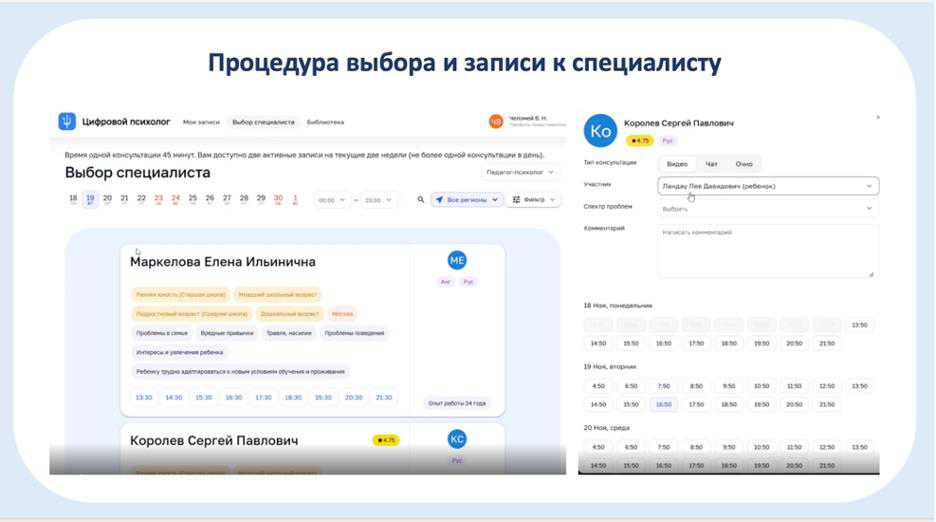 Процедура выбора и записи к специалисту
Цифровой психолог Мои записи Выбор специалиста Библиотека ЧВ Челомей В. Н.
Время одной консультации 45 минут. Вам доступно две активные записи на текущие две недели (не более одной консультации в день).
Выбор специалиста Педагог-психолог
18 19 20 21 22 23 24 25 26 27 28 29 30 1
00:00 – 23:00 Все регионы Фильтр
Маркелова Елена Ильинична МЕ
Анг Рус
Ранняя юность (Старшая школа) Младший школьный возраст
Подростковый возраст (Средняя школа) Дошкольный возраст Москва
Проблемы в семье Вредные привычки Травля, насилие Проблемы поведения
Интересы и увлечения ребенка
Ребенку трудно адаптироваться к новым условиям обучения и проживания
13:30 14:30 15:30 16:30 17:30 18:30 19:30 20:30 21:30
Опыт работы 24 года
Королев Сергей Павлович ★4.75 КС
Рус
Ко Королев Сергей Павлович
★4.75 Рус
Тип консультации Видео Чат Очно
Участник Ландау Лев Давидович (ребенок)
Спектр проблем Выбрать
Комментарий Написать комментарий
18 Ноя, понедельник
13:50
14:50 15:50 16:50 17:50 18:50 19:50 20:50 21:50
19 Ноя, вторник
4:50 6:50 7:50 8:50 9:50 10:50 11:50 12:50 13:50
14:50 15:50 16:50 17:50 18:50 19:50 20:50 21:50
20 Ноя, среда
4:50 6:50 7:50 8:50 9:50 10:50 11:50 12:50 13:50
14:50 15:50 16:50 17:50 18:50 19:50 20:50 21:50